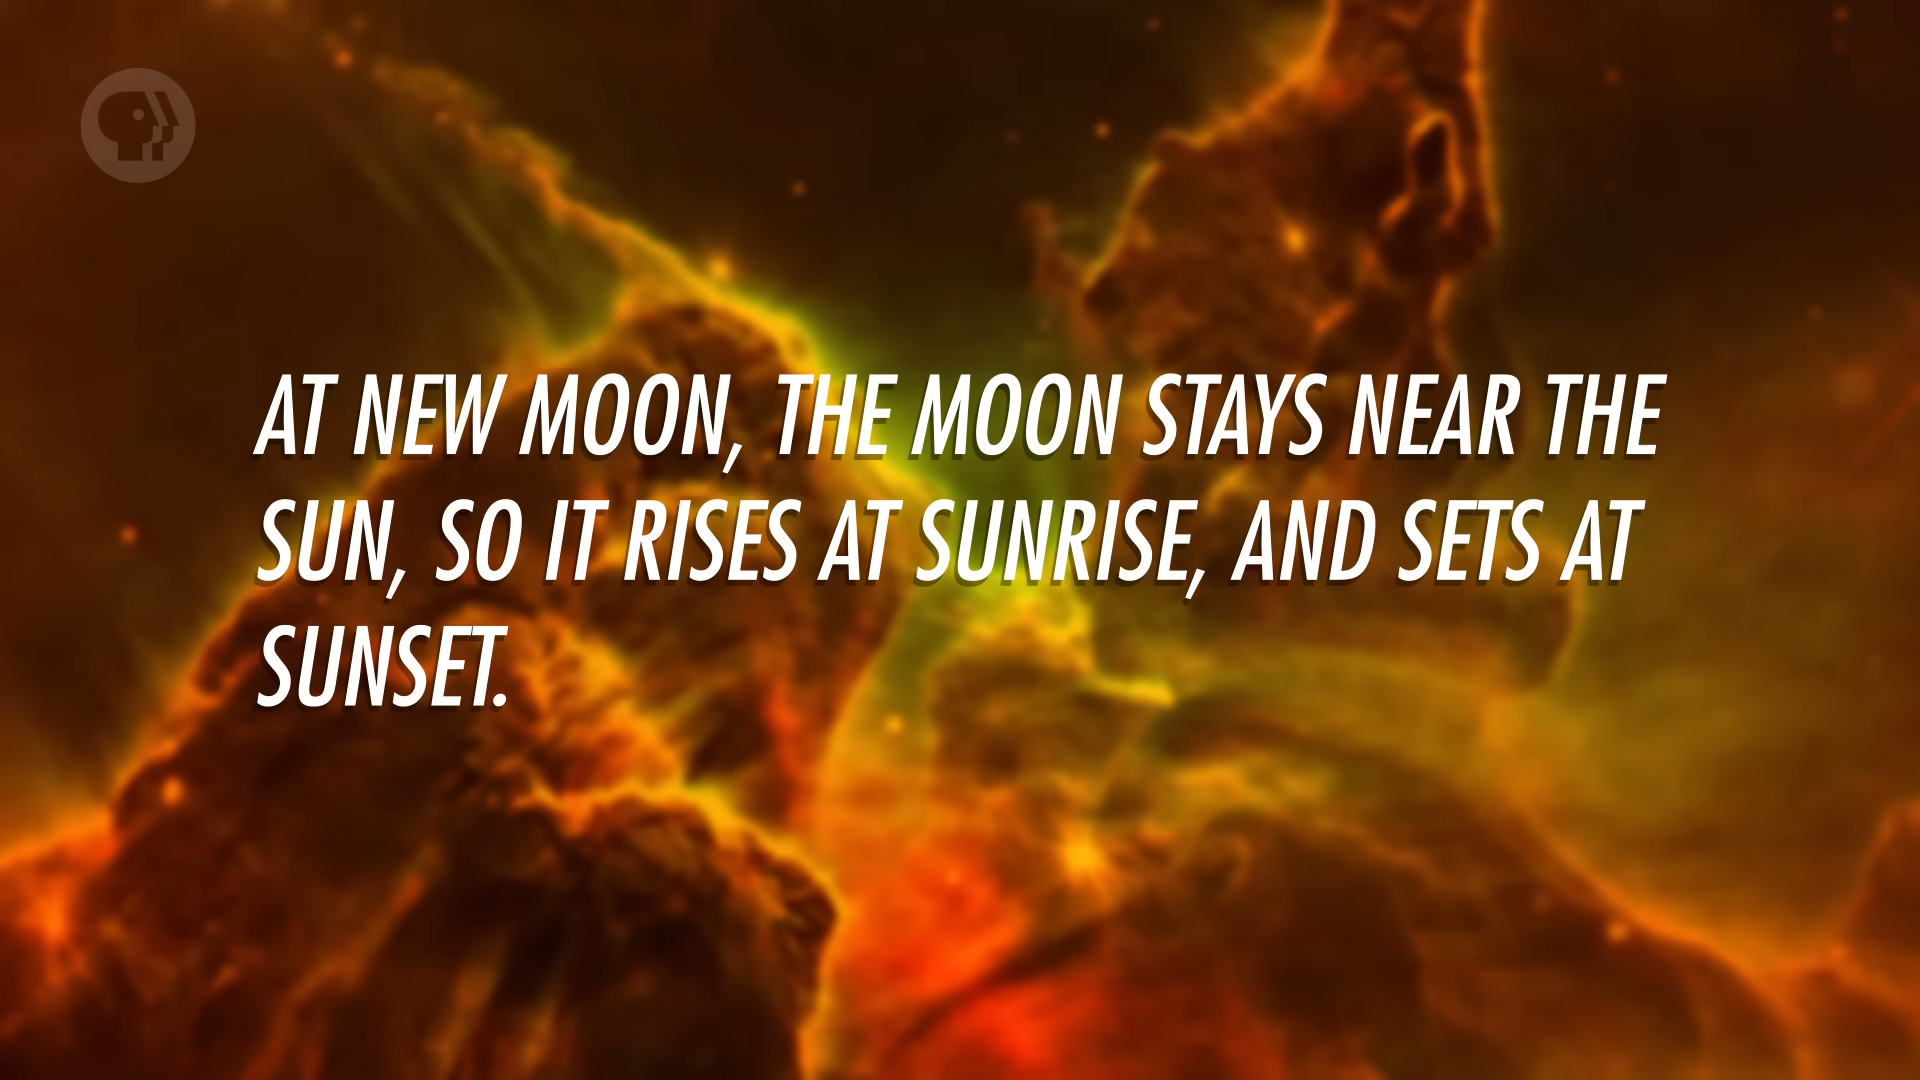 AT NEW MOON, THE MOON STAYS NEAR THE
SUN, SO IT RISES AT SUNRISE, AND SETS AT
SUNSET.